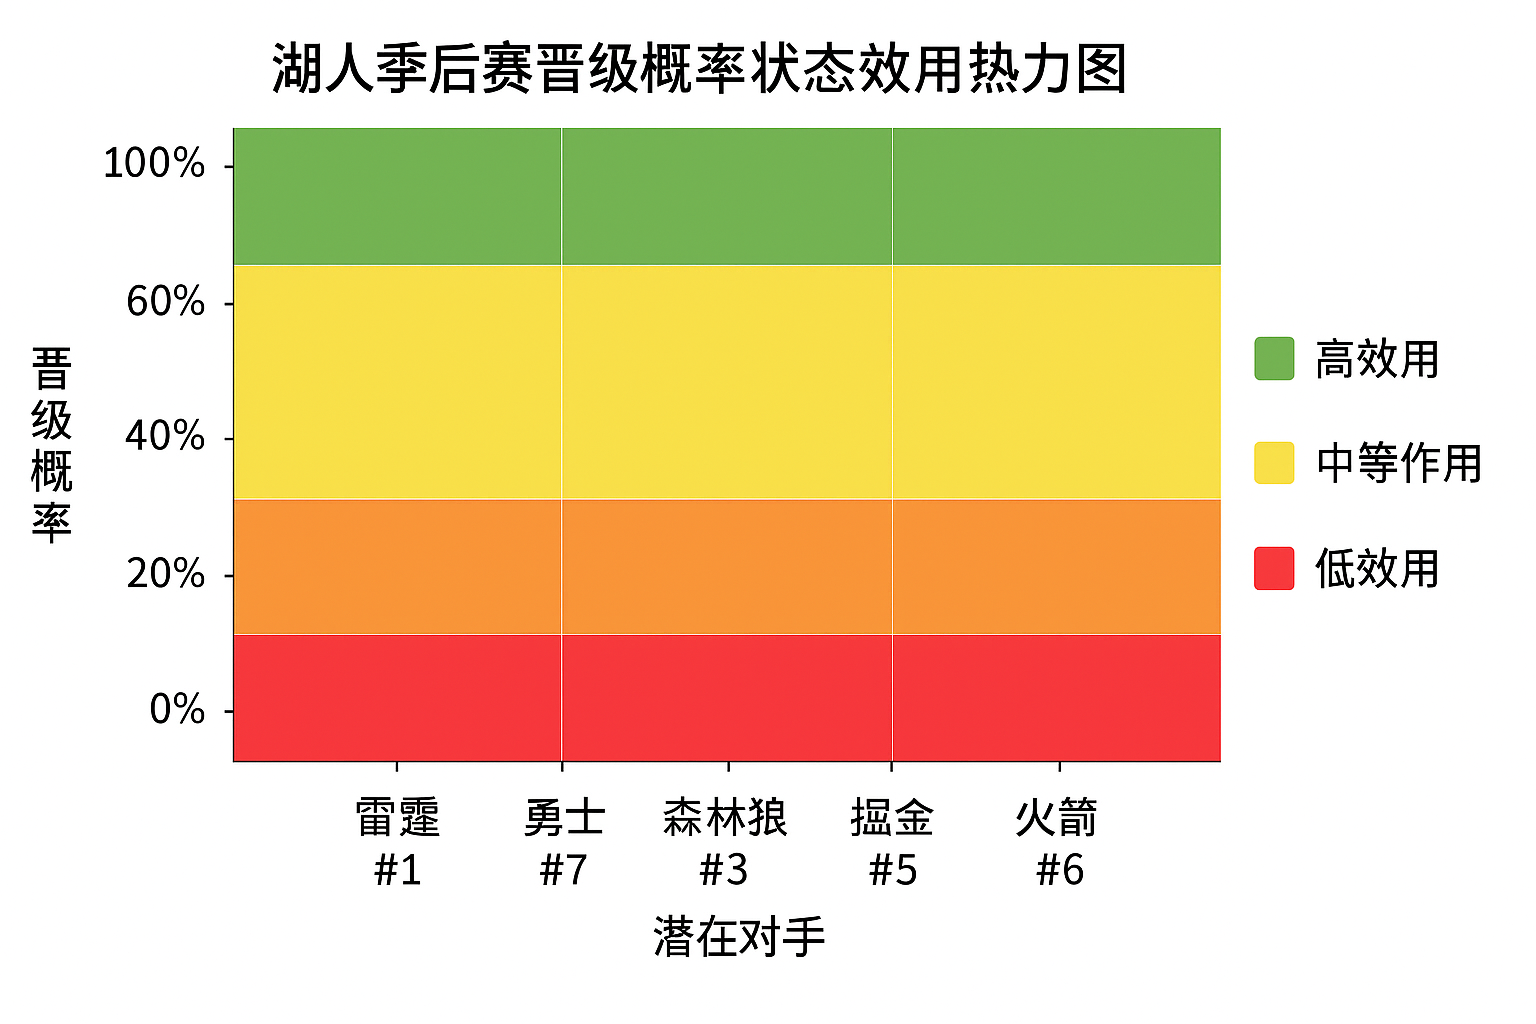 湖人季后赛晋级概率状态效用热力图
100%
60%
40%
20%
0%
晋级概率
雷霆
#1
勇士
#7
森林狼
#3
掘金
#5
火箭
#6
潜在对手
高效用
中等作用
低效用